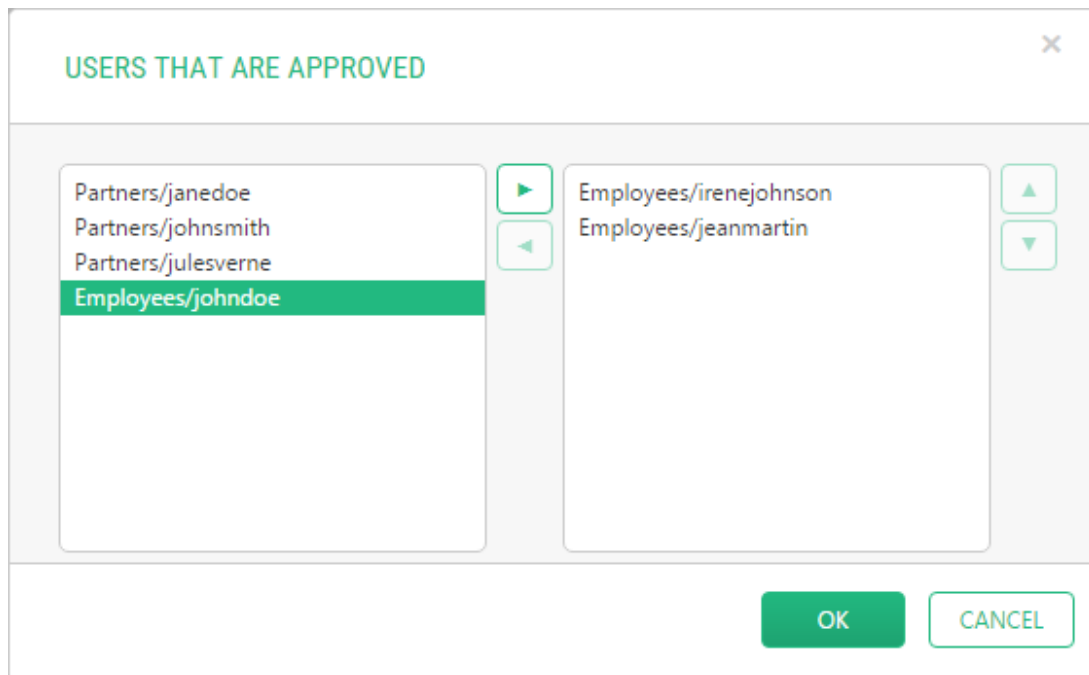 USERS THAT ARE APPROVED
Partners/janedoe
Partners/johnsmith
Partners/julesverne
Employees/johndoe
Employees/irenejohnson
Employees/jeanmartin
OK
CANCEL